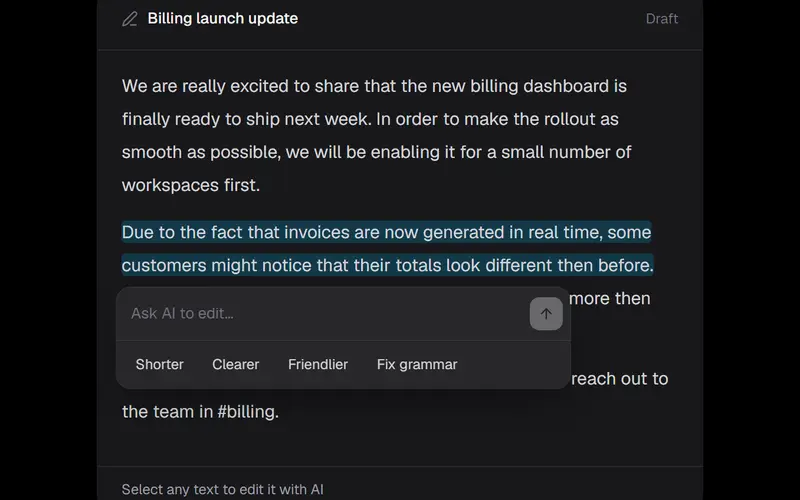 Billing launch update
Draft
We are really excited to share that the new billing dashboard is
finally ready to ship next week. In order to make the rollout as
smooth as possible, we will be enabling it for a small number of
workspaces first.
Due to the fact that invoices are now generated in real time, some
customers might notice that their totals look different then before.
more then
Ask AI to edit...
Shorter Clearer Friendlier Fix grammar
reach out to
the team in #billing.
Select any text to edit it with AI